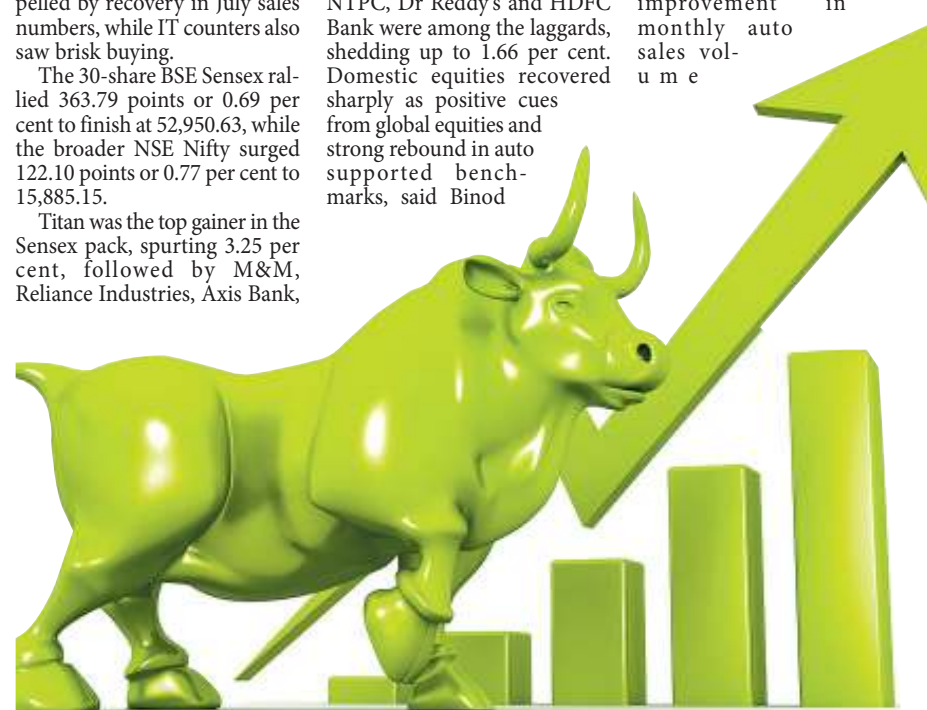 pelled by recovery in July sales
numbers, while IT counters also
saw brisk buying.
The 30-share BSE Sensex ral-
lied 363.79 points or 0.69 per
cent to finish at 52,950.63, while
the broader NSE Nifty surged
122.10 points or 0.77 per cent to
15,885.15.
Titan was the top gainer in the
Sensex pack, spurting 3.25 per
cent, followed by M&M,
Reliance Industries, Axis Bank,
NTPC, Dr Reddy's and HDFC
Bank were among the laggards,
shedding up to 1.66 per cent.
Domestic equities recovered
sharply as positive cues
from global equities and
strong rebound in auto
supported bench-
marks, said Binod
improvement in
monthly auto
sales vol-
u m e